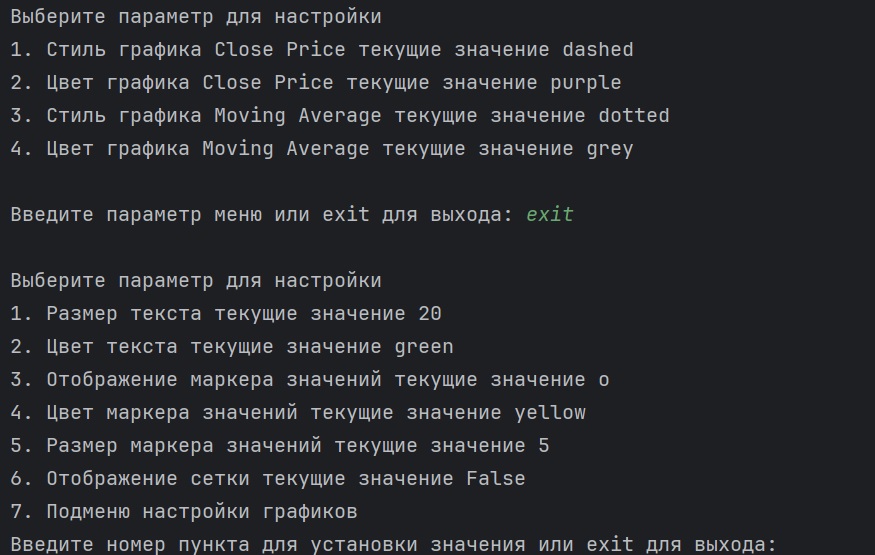 Выберите параметр для настройки
1. Стиль графика Close Price текущие значение dashed
2. Цвет графика Close Price текущие значение purple
3. Стиль графика Moving Average текущие значение dotted
4. Цвет графика Moving Average текущие значение grey
Введите параметр меню или exit для выхода: exit
Выберите параметр для настройки
1. Размер текста текущие значение 20
2. Цвет текста текущие значение green
3. Отображение маркера значений текущие значение o
4. Цвет маркера значений текущие значение yellow
5. Размер маркера значений текущие значение 5
6. Отображение сетки текущие значение False
7. Подменю настройки графиков
Введите номер пункта для установки значения или exit для выхода: